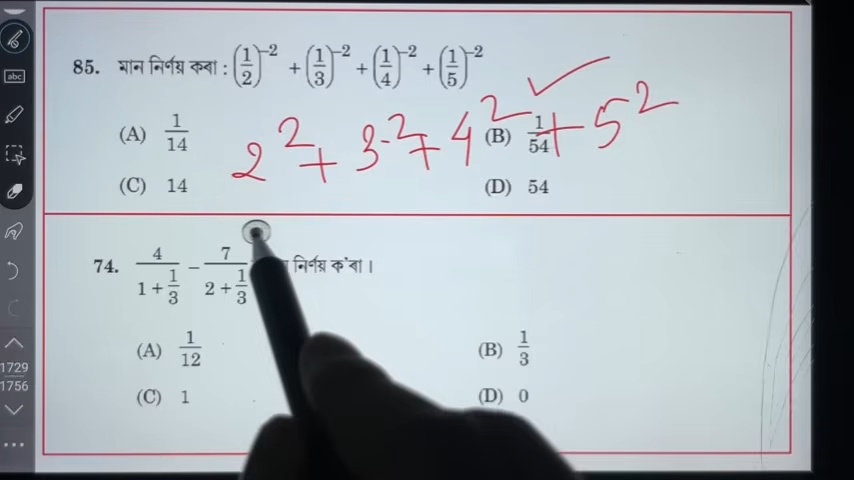 85. মান নিৰ্ণয় কৰা : (1/2)^-2 + (1/3)^-2 + (1/4)^-2 + (1/5)^-2
(A) 1/14
(B) 1/54
2^2 + 3^2 + 4^2 + 5^2
(C) 14
(D) 54
74. 4/(1 + 1/3) − 7/(2 + 1/3) নিৰ্ণয় ক'ৰা।
(A) 1/12
(B) 1/3
(C) 1
(D) 0
abc
1729
1756